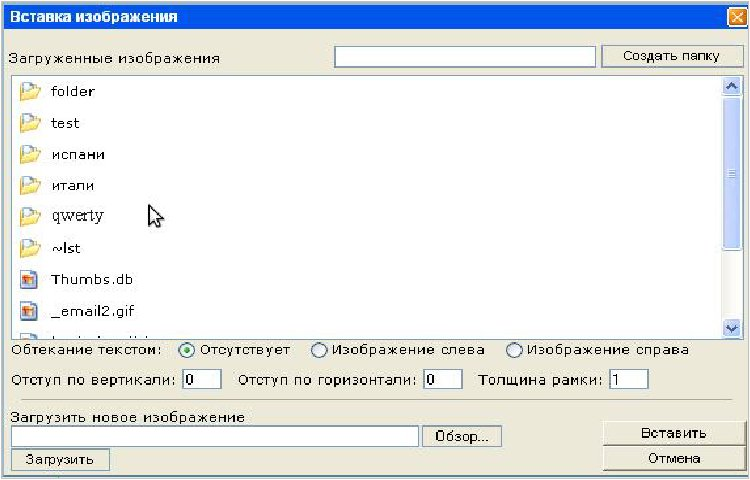 Вставка изображения
Загруженные изображения Создать папку
folder
test
испани
итали
qwerty
~lst
Thumbs.db
_email2.gif
Обтекание текстом: Отсутствует Изображение слева Изображение справа
Отступ по вертикали: 0 Отступ по горизонтали: 0 Толщина рамки: 1
Загрузить новое изображение
Обзор... Вставить
Загрузить Отмена